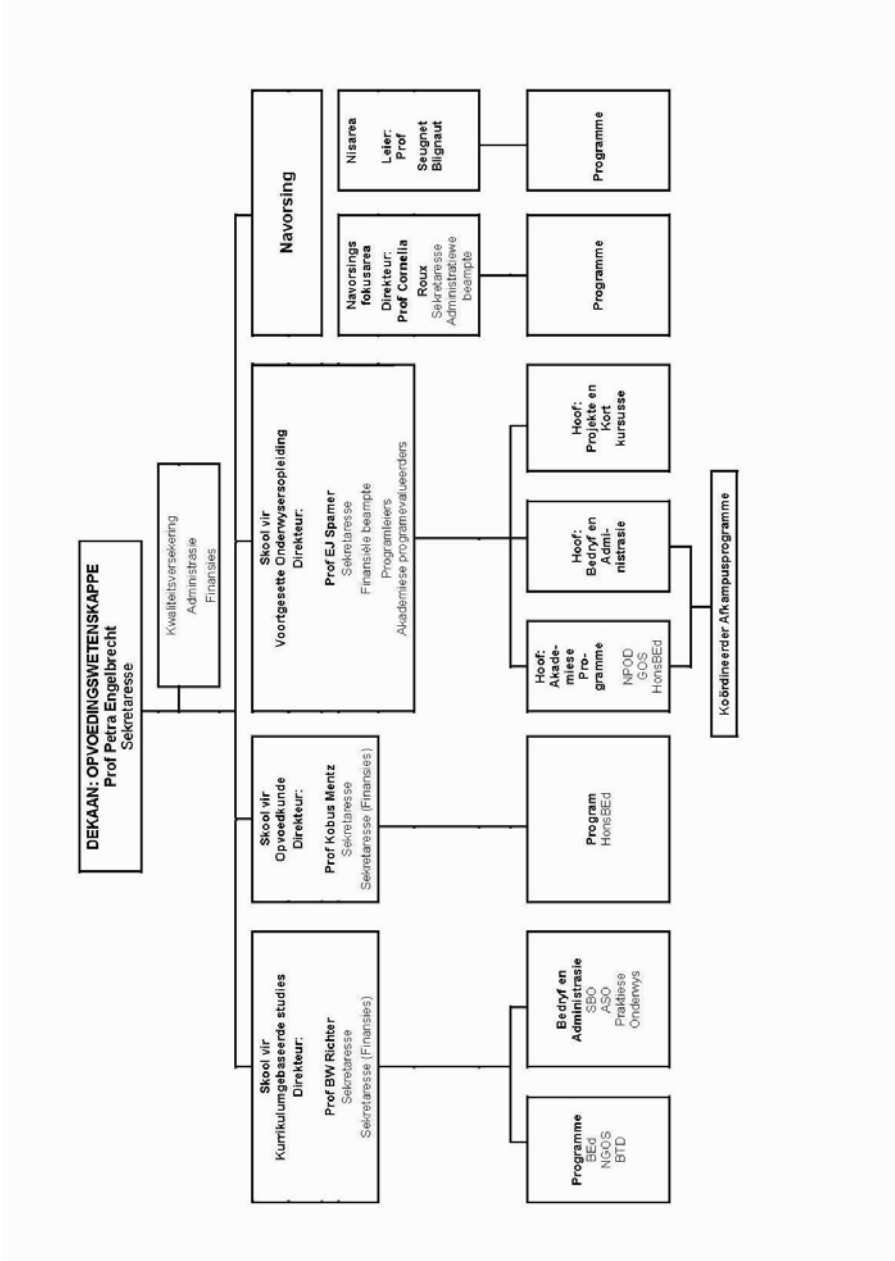 DEKAAN: OPVOEDINGSWETENSKAPPE
Prof Petra Engelbrecht
Sekretaresse
Kwaliteitsversekering
Administrasie
Finansies
Skool vir
Kurrikulumgebaseerde studies
Direkteur:
Prof BW Richter
Sekretaresse
Sekretaresse (Finansies)
Skool vir
Opvoedkunde
Direkteur:
Prof Kobus Mentz
Sekretaresse
Sekretaresse (Finansies)
Skool vir
Voortgesette Onderwysersopleiding
Direkteur:
Prof EJ Spamer
Sekretaresse
Finansiële beampte
Programleiers
Akademiese programevalueerders
Navorsing
Navorsings
fokusarea
Direkteur:
Prof Cornelia
Roux
Sekretaresse
Administratiewe
beampte
Nisarea
Leier:
Prof
Seugnet
Blignaut
Programme
BEd
NGOS
BTD
Bedryf en
Administrasie
SBO
ASO
Praktiese
Onderwys
Program
HonsBEd
Hoof:
Akade-
miese
Pro-
gramme
NPOD
GOS
HonsBEd
Hoof:
Bedryf en
Admi-
nistrasie
Hoof:
Projekte en
Kort
kursusse
Programme
Programme
Koördineerder Afkampusprogramme